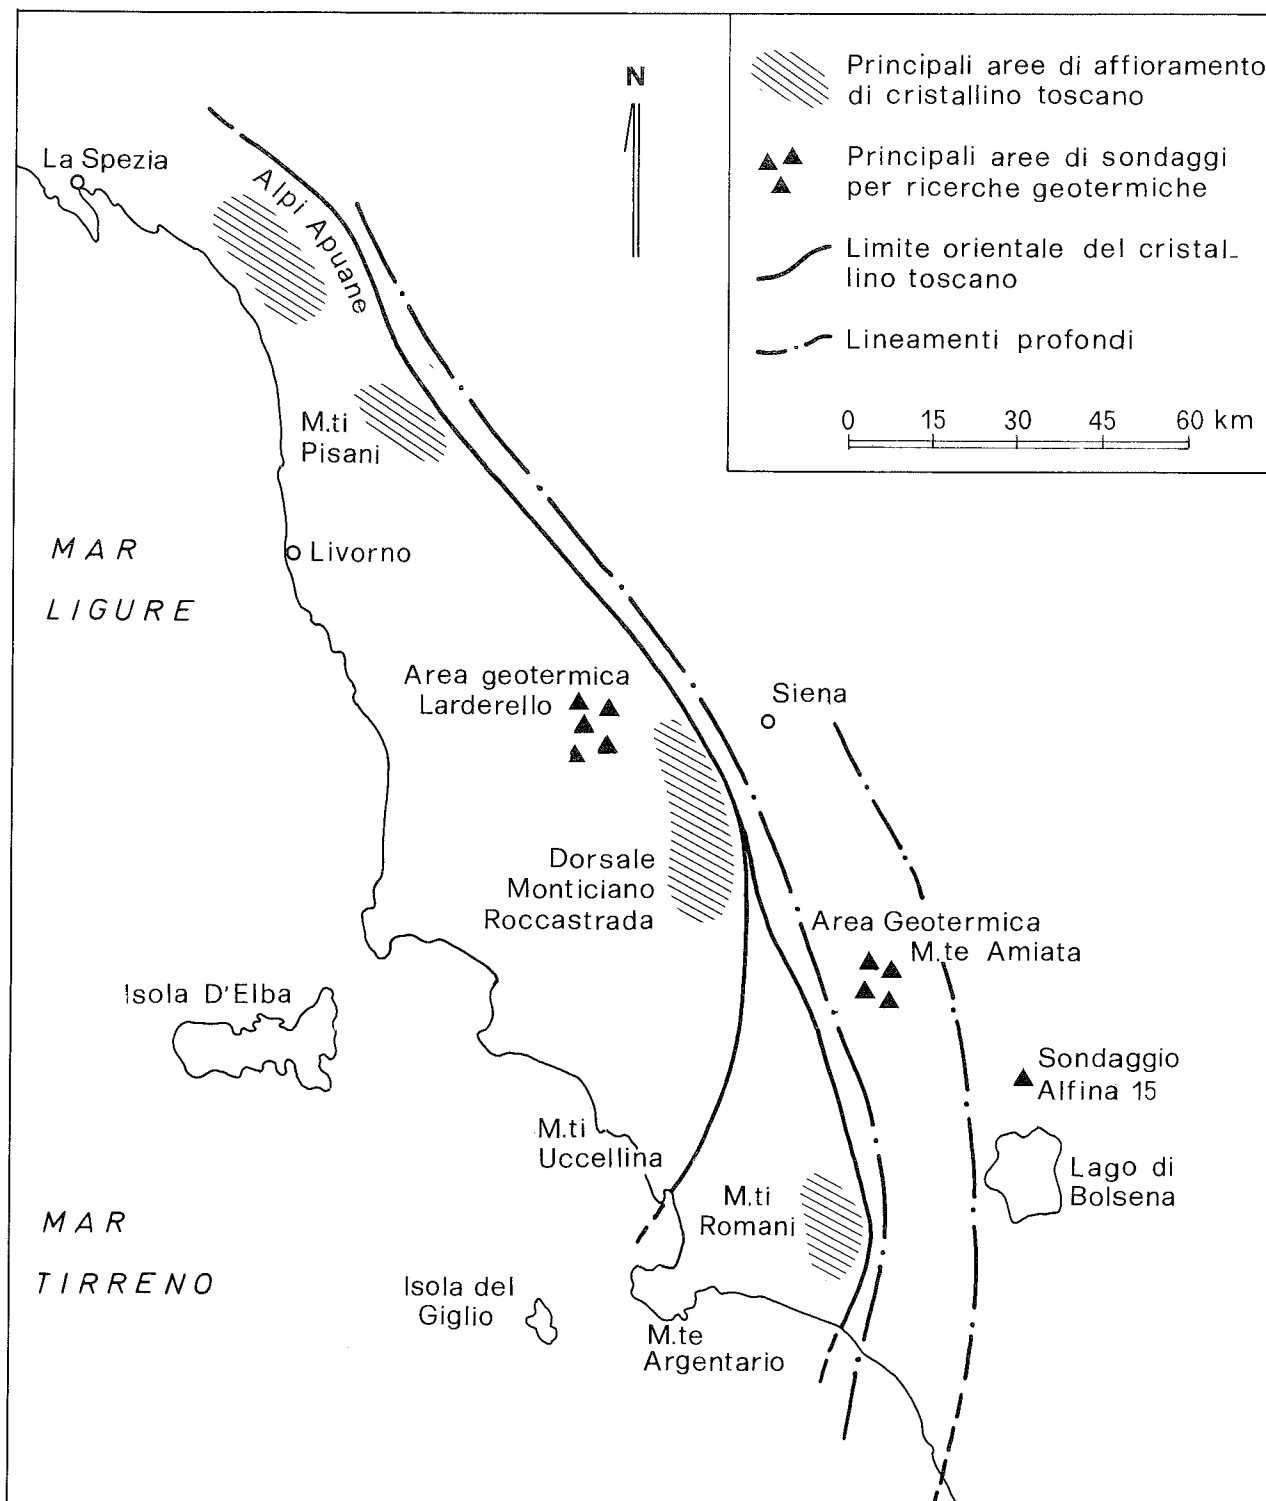 N
Principali aree di affioramento
di cristallino toscano
Principali aree di sondaggi
per ricerche geotermiche
Limite orientale del cristal-
lino toscano
Lineamenti profondi
0 15 30 45 60 km
La Spezia
Alpi Apuane
M.ti
Pisani
MAR
LIGURE
Livorno
Area geotermica
Larderello
Siena
Dorsale
Monticiano
Roccastrada
Area Geotermica
M.te Amiata
Isola D'Elba
Sondaggio
Alfina 15
M.ti
Uccellina
Lago di
Bolsena
M.ti
Romani
MAR
TIRRENO
Isola del
Giglio
M.te
Argentario